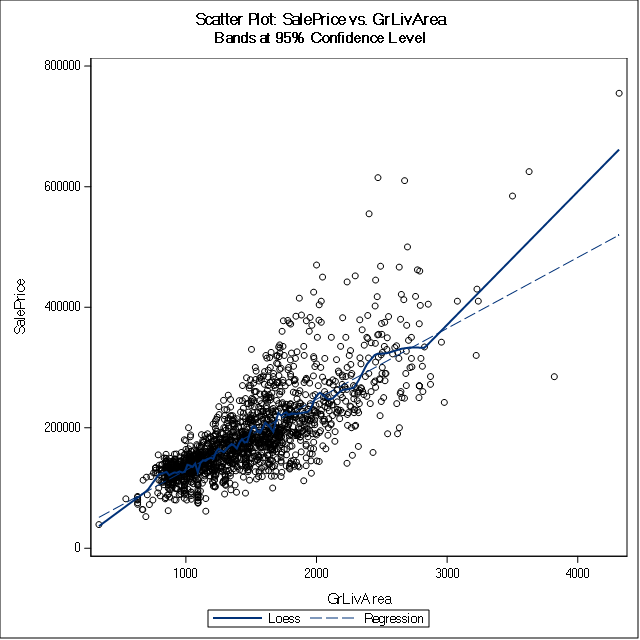 Scatter Plot: SalePrice vs. GrLivArea
Bands at 95% Confidence Level
800000
600000
400000
200000
0
SalePrice
1000 2000 3000 4000
GrLivArea
Loess Regression